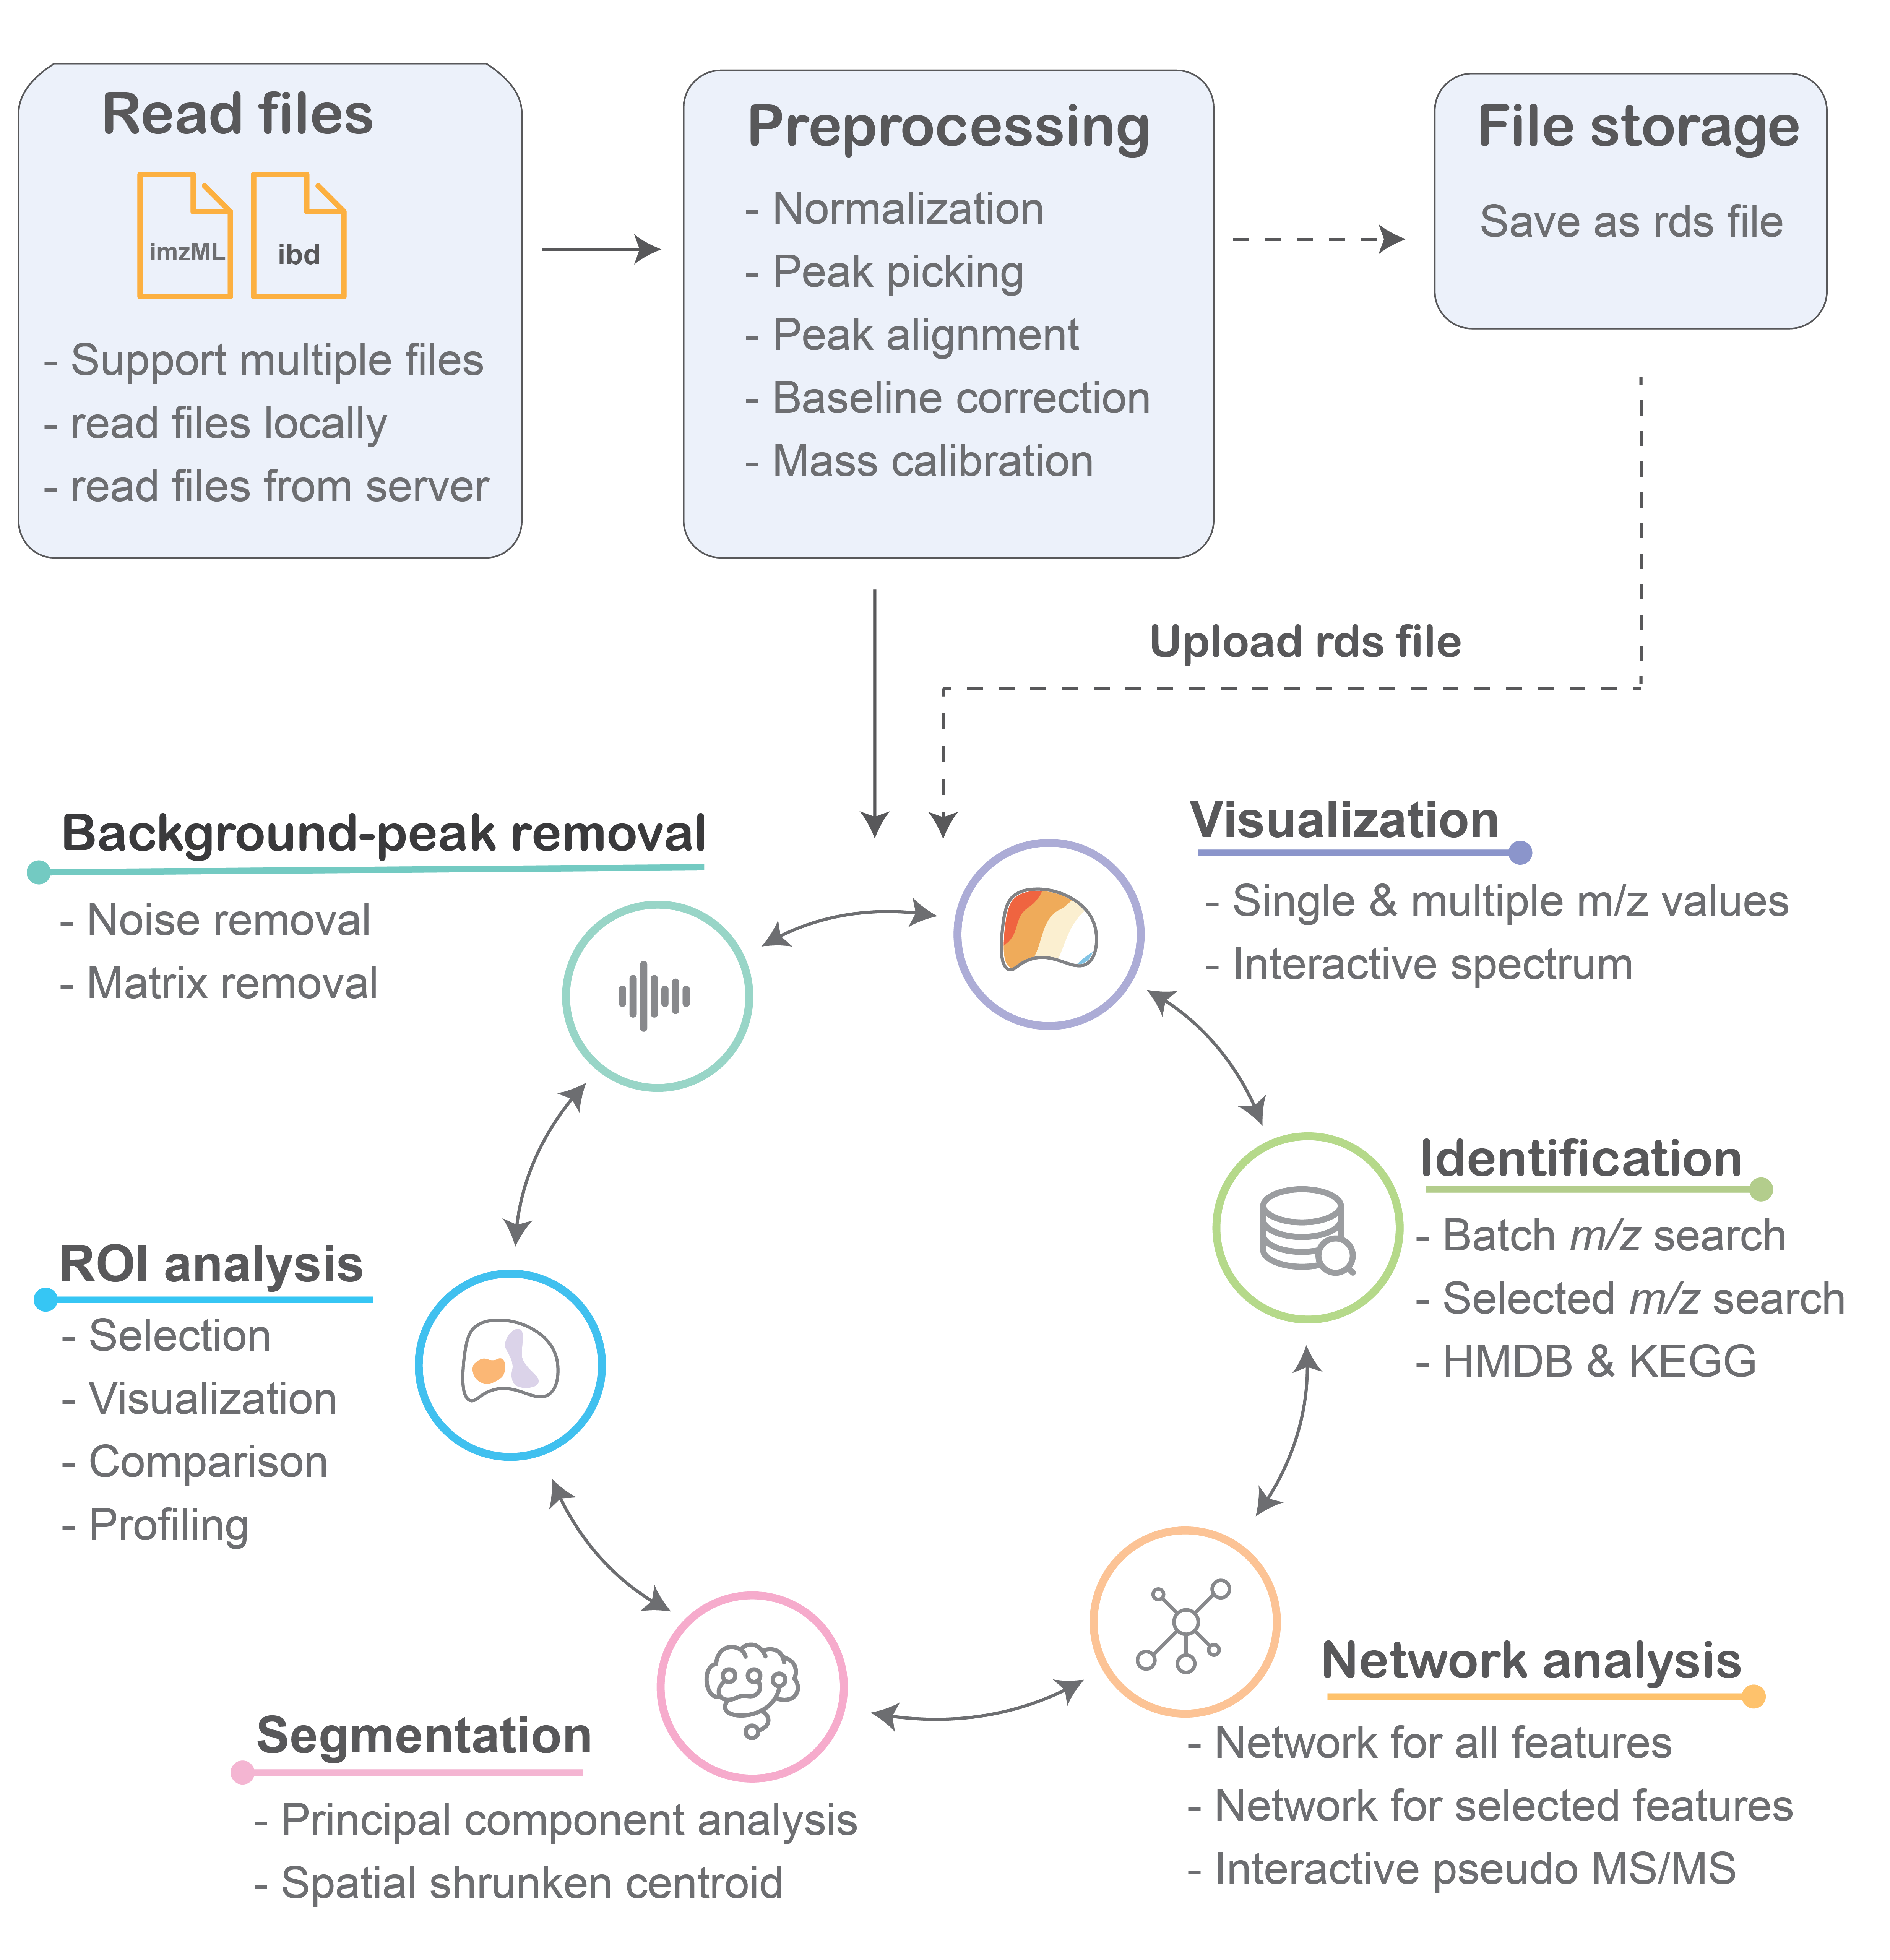 Read files
imzML
ibd
- Support multiple files
- read files locally
- read files from server
Preprocessing
- Normalization
- Peak picking
- Peak alignment
- Baseline correction
- Mass calibration
File storage
Save as rds file
Upload rds file
Background-peak removal
- Noise removal
- Matrix removal
Visualization
- Single & multiple m/z values
- Interactive spectrum
Identification
- Batch m/z search
- Selected m/z search
- HMDB & KEGG
ROI analysis
- Selection
- Visualization
- Comparison
- Profiling
Network analysis
- Network for all features
- Network for selected features
- Interactive pseudo MS/MS
Segmentation
- Principal component analysis
- Spatial shrunken centroid